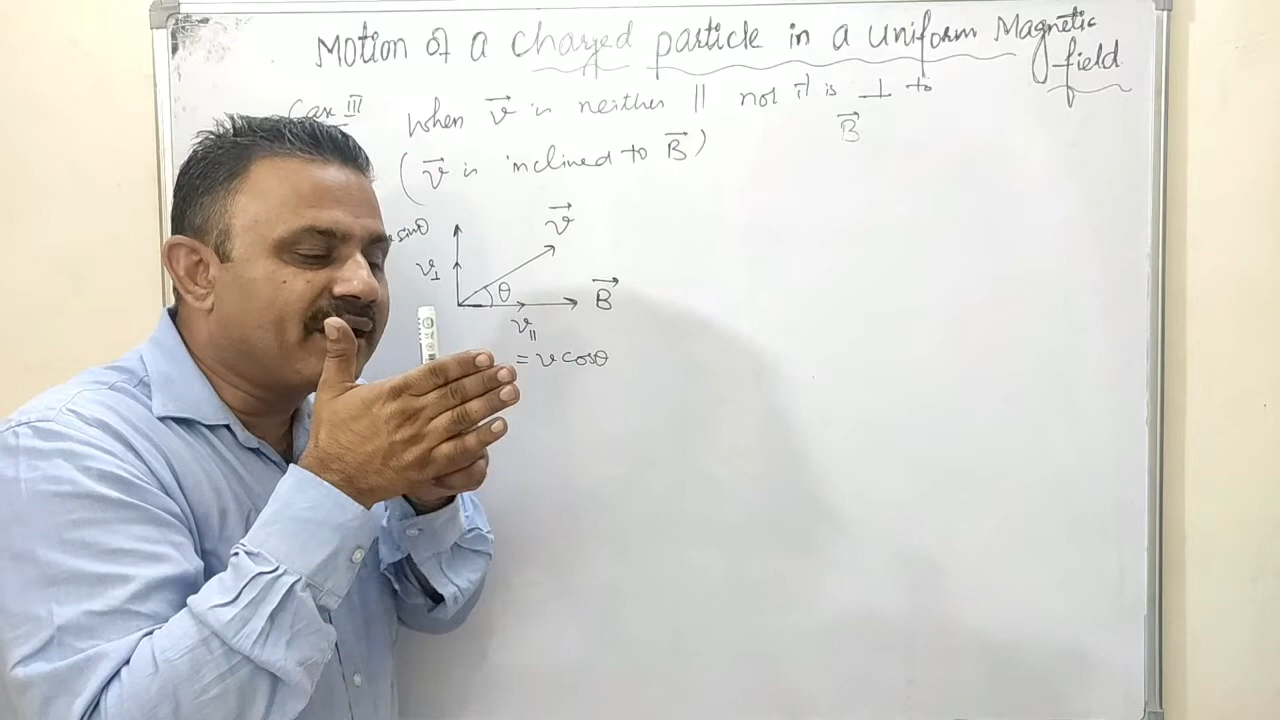 Motion of a charged particle in a uniform Magnetic
field
Case III when v⃗ is neither || nor it is ⊥ to
B⃗
(v⃗ is inclined to B⃗)
sinθ
v⃗
v⊥
θ
B⃗
v||
= v cosθ